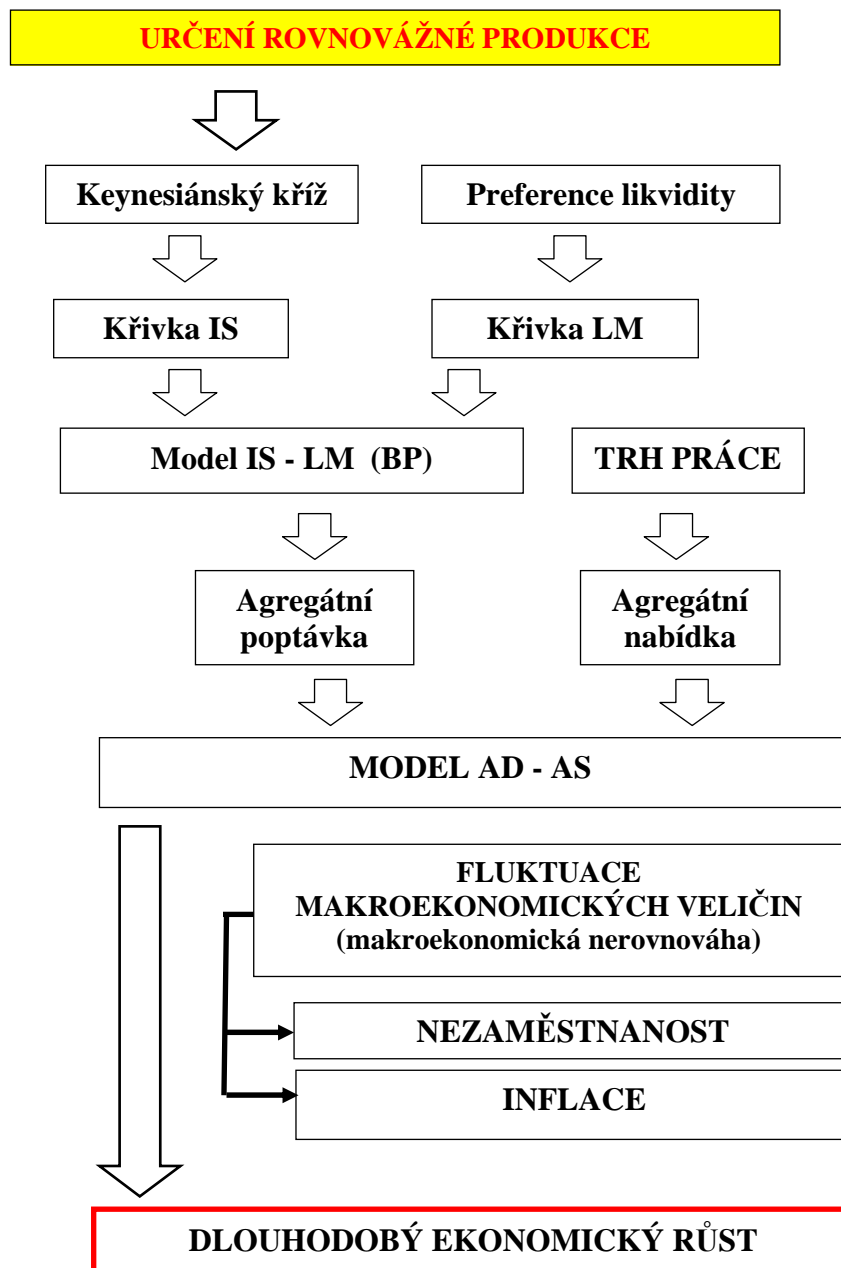 URČENÍ ROVNOVÁŽNÉ PRODUKCE
Keynesiánský kříž
Preference likvidity
Křivka IS
Křivka LM
Model IS - LM (BP)
TRH PRÁCE
Agregátní
poptávka
Agregátní
nabídka
MODEL AD - AS
FLUKTUACE
MAKROEKONOMICKÝCH VELIČIN
(makroekonomická nerovnováha)
NEZAMĚSTNANOST
INFLACE
DLOUHODOBÝ EKONOMICKÝ RŮST